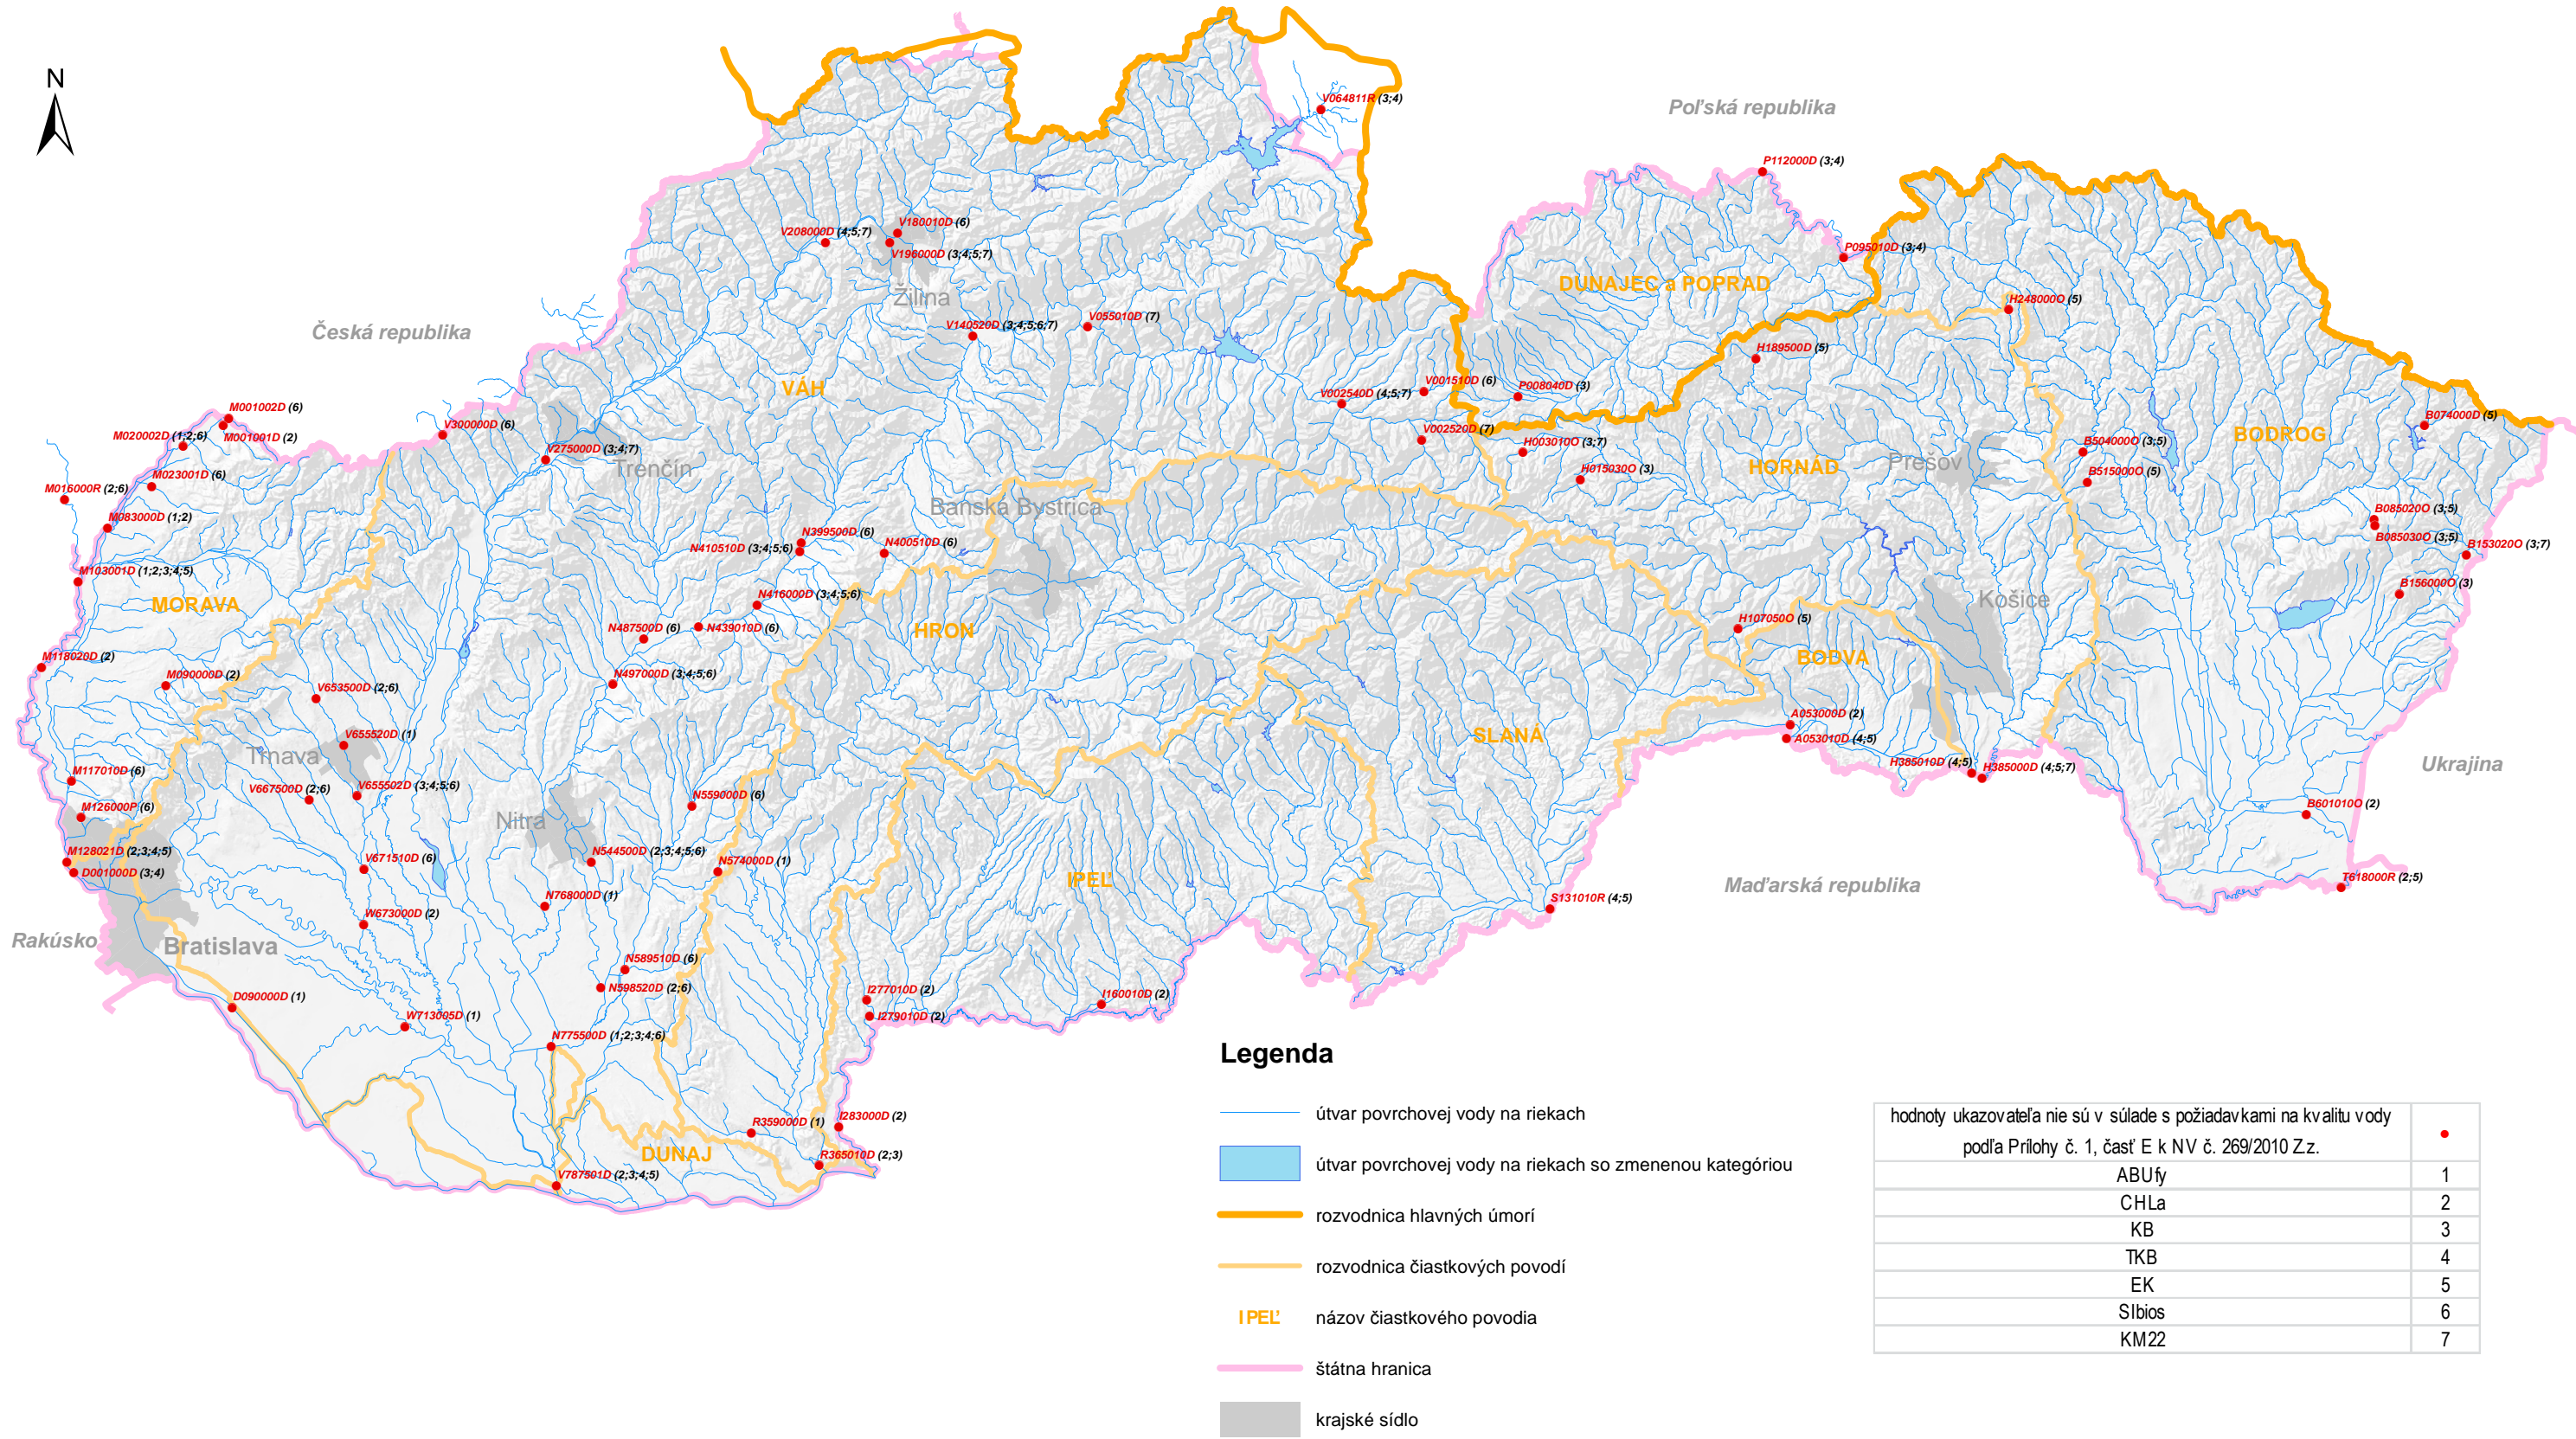 N
V064811R (3;4)
Poľská republika
P112000D (3;4)
V180010D (6)
V208000D (4;5;7)
V196000D (3;4;5;7)
P095010D (3;4)
DUNAJEC a POPRAD
Žilina
H248000O (5)
Česká republika
V055010D (7)
V140520D (3;4;5;6;7)
H189500D (5)
VÁH
V001510D (6)
P008040D (3)
V002540D (4;5;7)
M001002D (6)
M001001D (2)
M020002D (1;2;6)
V300000D (6)
V002520D (7)
B074000D (5)
BODROG
H003010O (3;7)
B504000O (3;5)
V275000D (3;4;7)
Trenčín
HORNÁD
Prešov
H015030O (3)
B515000O (5)
M023001D (6)
M016000R (2;6)
Banská Bystrica
B085020O (3;5)
M083000D (1;2)
N399500D (6)
B085030O (3;5)
N410510D (3;4;5;6)
N400510D (6)
B153020O (3;7)
M103001D (1;2;3;4;5)
B156000O (3)
MORAVA
N416000D (3;4;5;6)
Košice
N487500D (6)
N439010D (6)
HRON
H107050O (5)
M118020D (2)
BODVA
M090000D (2)
N497000D (3;4;5;6)
V653500D (2;6)
A053000D (2)
V655520D (1)
SLANÁ
A053010D (4;5)
Trnava
M117010D (6)
H385010D (4;5)
H385000D (4;5;7)
Ukrajina
V667500D (2;6)
V655502D (3;4;5;6)
N559000D (6)
M126000P (6)
B601010O (2)
Nitra
M128021D (2;3;4;5)
V671510D (6)
N544500D (2;3;4;5;6)
N574000D (1)
D001000D (3;4)
IPEĽ
Maďarská republika
T618000R (2;5)
N768000D (1)
S131010R (4;5)
W673000D (2)
Rakúsko
Bratislava
N589510D (6)
N598520D (2;6)
I277010D (2)
I160010D (2)
D090000D (1)
I279010D (2)
W713005D (1)
N775500D (1;2;3;4;6)
R359000D (1)
I283000D (2)
DUNAJ
R365010D (2;3)
V787501D (2;3;4;5)
Legenda
útvar povrchovej vody na riekach
útvar povrchovej vody na riekach so zmenenou kategóriou
rozvodnica hlavných úmorí
rozvodnica čiastkových povodí
IPEĽ názov čiastkového povodia
štátna hranica
krajské sídlo
hodnoty ukazovateľa nie sú v súlade s požiadavkami na kvalitu vody
podľa Prílohy č. 1, časť E k NV č. 269/2010 Z.z.
ABUfy 1
CHLa 2
KB 3
TKB 4
EK 5
SIbios 6
KM22 7